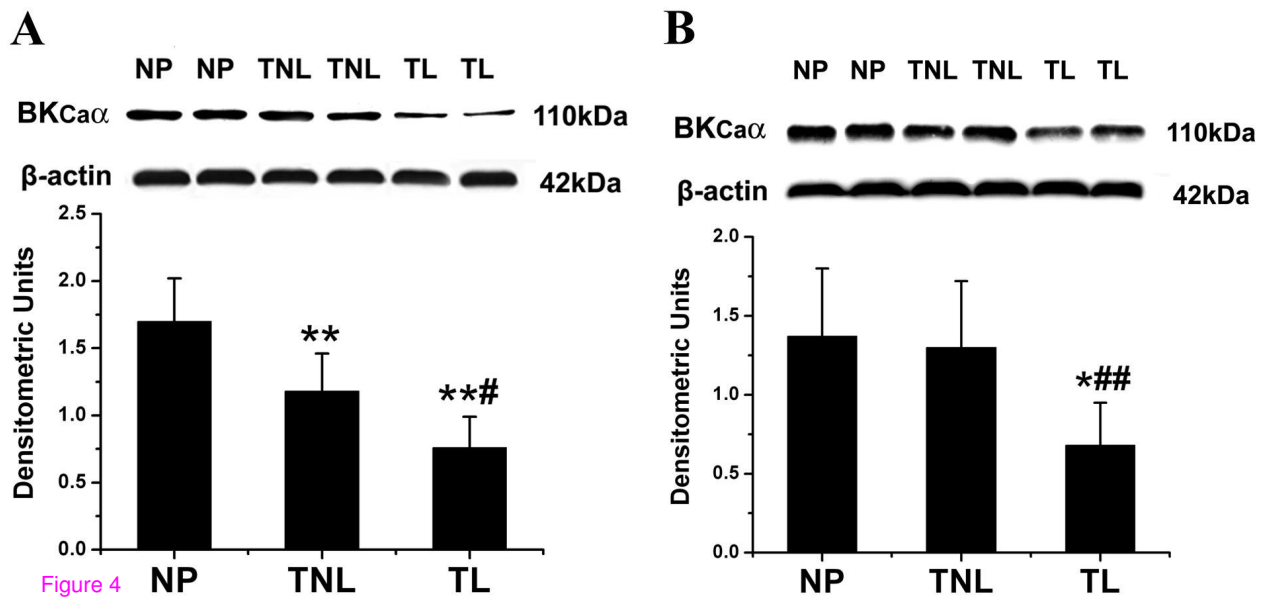 A
NP NP TNL TNL TL TL
BKCaα 110kDa
β-actin 42kDa
Densitometric Units
2.5
2.0
1.5
1.0
0.5
0.0
**
**#
NP TNL TL
Figure 4
B
NP NP TNL TNL TL TL
BKCaα 110kDa
β-actin 42kDa
Densitometric Units
2.0
1.5
1.0
0.5
0.0
*##
NP TNL TL